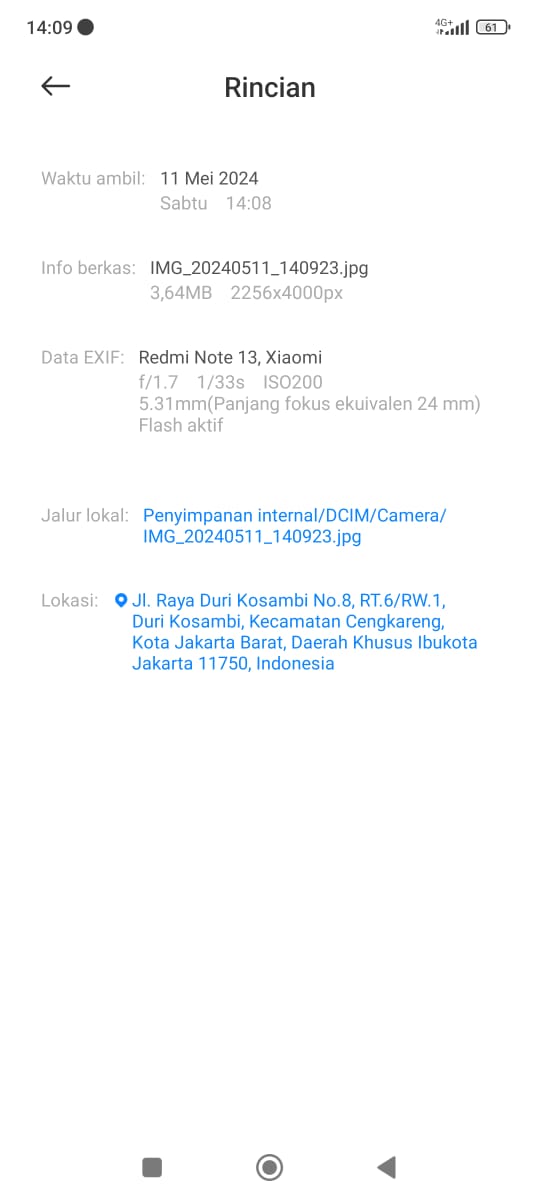 14:09
4G+ 61
Rincian
Waktu ambil: 11 Mei 2024
Sabtu 14:08
Info berkas: IMG_20240511_140923.jpg
3,64MB 2256x4000px
Data EXIF: Redmi Note 13, Xiaomi
f/1.7 1/33s ISO200
5.31mm(Panjang fokus ekuivalen 24 mm)
Flash aktif
Jalur lokal: Penyimpanan internal/DCIM/Camera/
IMG_20240511_140923.jpg
Lokasi: Jl. Raya Duri Kosambi No.8, RT.6/RW.1,
Duri Kosambi, Kecamatan Cengkareng,
Kota Jakarta Barat, Daerah Khusus Ibukota
Jakarta 11750, Indonesia